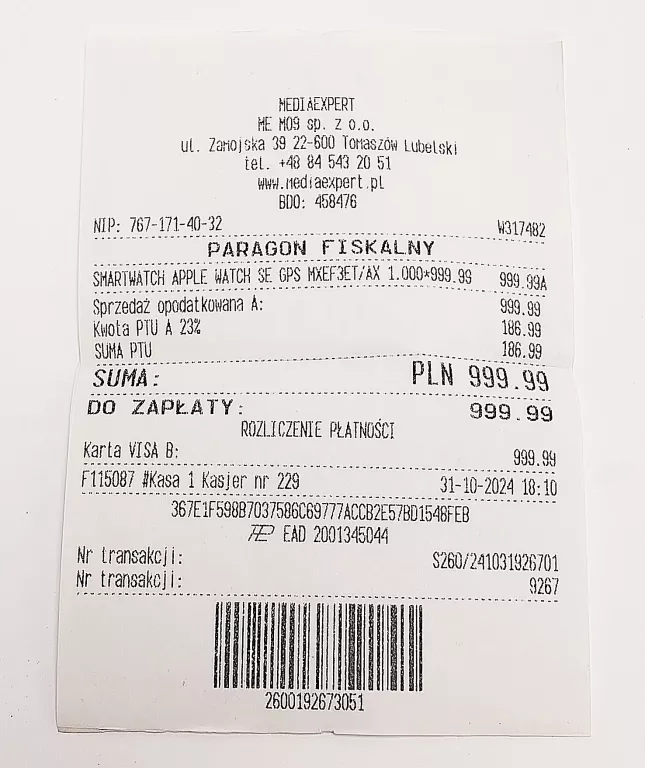 MEDIAEXPERT
ME M09 sp. z o.o.
ul. Zamojska 39 22-600 Tomaszów Lubelski
tel. +48 84 543 20 51
www.mediaexpert.pl
BDO: 458476
NIP: 767-171-40-32 W317482
PARAGON FISKALNY
SMARTWATCH APPLE WATCH SE GPS MXEF3ET/AX 1.000*999.99 999.99A
Sprzedaż opodatkowana A: 999.99
Kwota PTU A 23% 186.99
SUMA PTU 186.99
SUMA: PLN 999.99
DO ZAPŁATY: 999.99
ROZLICZENIE PŁATNOŚCI
Karta VISA B: 999.99
F115087 #Kasa 1 Kasjer nr 229 31-10-2024 18:10
367E1F598B7037586C69777ACCB2E57BD1548FEB
EAD 2001345044
Nr transakcji: S260/241031926701
Nr transakcji: 9267
2600192673051